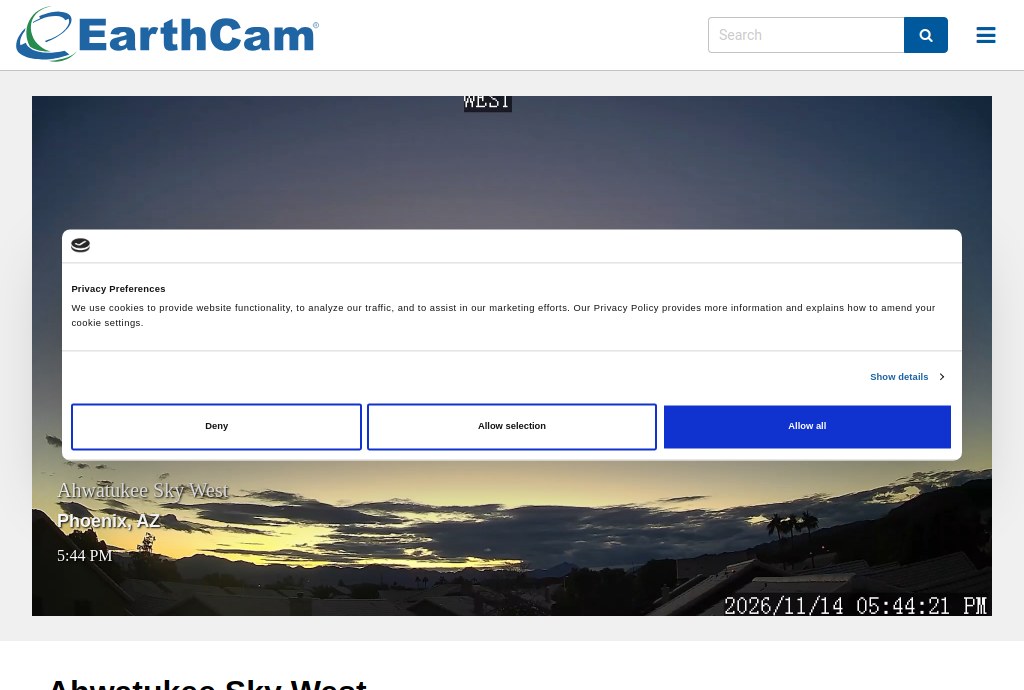 EarthCam®
Search
WEST
Privacy Preferences
We use cookies to provide website functionality, to analyze our traffic, and to assist in our marketing efforts. Our Privacy Policy provides more information and explains how to amend your
cookie settings.
Show details
Deny
Allow selection
Allow all
Ahwatukee Sky West
Phoenix, AZ
5:44 PM
2026/11/14 05:44:21 PM
Ahwatukee Sky West